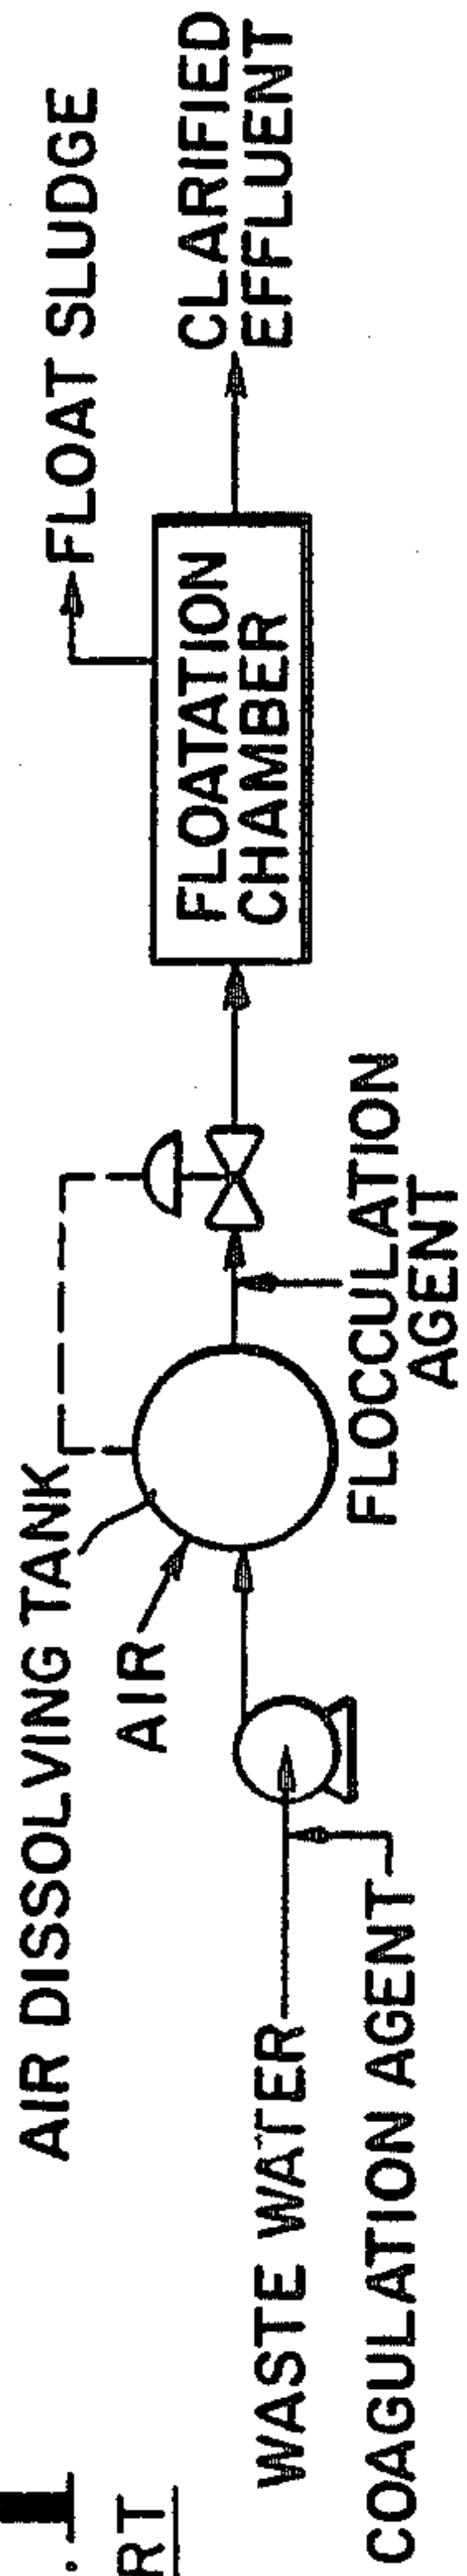 AIR DISSOLVING TANK
AIR
FLOAT SLUDGE
WASTE WATER
FLOATATION
CHAMBER
CLARIFIED
EFFLUENT
COAGULATION AGENT
FLOCCULATION
AGENT